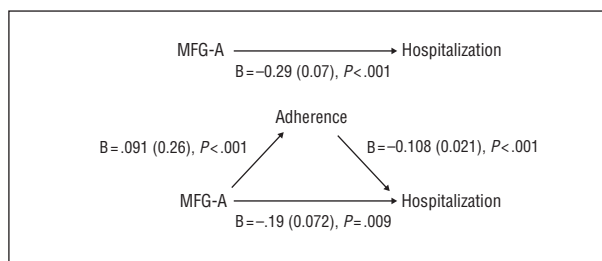 MFG-A Hospitalization
B=–0.29 (0.07), P<.001
Adherence
B=.091 (0.26), P<.001 B=–0.108 (0.021), P<.001
MFG-A Hospitalization
B=–.19 (0.072), P=.009